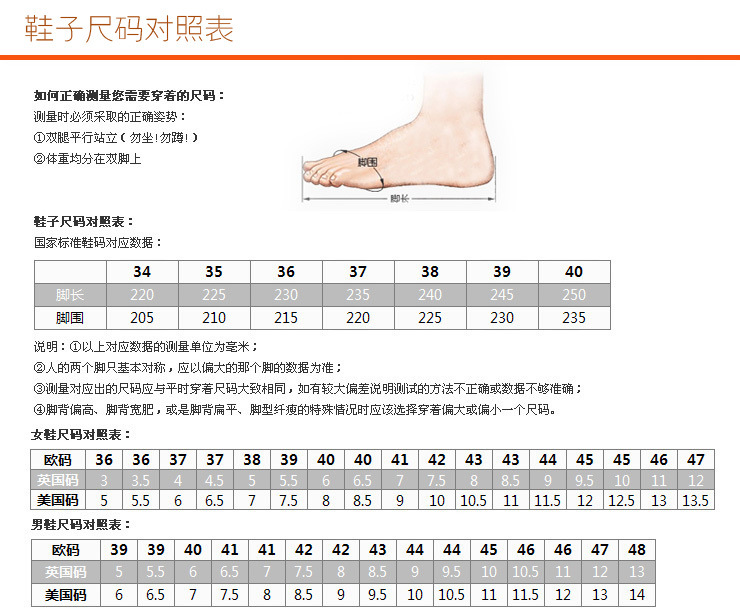 鞋子尺码对照表
如何正确测量您需要穿着的尺码：
测量时必须采取的正确姿势：
①双腿平行站立（勿坐!勿蹲!）
②体重均分在双脚上
脚围
脚长
鞋子尺码对照表：
国家标准鞋码对应数据：
34 35 36 37 38 39 40
脚长 220 225 230 235 240 245 250
脚围 205 210 215 220 225 230 235
说明：①以上对应数据的测量单位为毫米；
②人的两个脚只基本对称，应以偏大的那个脚的数据为准；
③测量对应出的尺码应与平时穿着尺码大致相同，如有较大偏差说明测试的方法不正确或数据不够准确；
④脚背偏高、脚背宽肥，或是脚背扁平、脚型纤瘦的特殊情况时应该选择穿着偏大或偏小一个尺码。
女鞋尺码对照表：
欧码 36 36 37 37 38 39 40 40 41 42 43 43 44 45 45 46 47
英国码 3 3.5 4 4.5 5 5.5 6 6.5 7 7.5 8 8.5 9 9.5 10 11 12
美国码 5 5.5 6 6.5 7 7.5 8 8.5 9 10 10.5 11 11.5 12 12.5 13 13.5
男鞋尺码对照表：
欧码 39 39 40 41 41 42 42 43 44 44 45 46 46 47 48
英国码 5 5.5 6 6.5 7 7.5 8 8.5 9 9.5 10 10.5 11 12 13
美国码 6 6.5 7 7.5 8 8.5 9 9.5 10 10.5 11 11.5 12 13 14